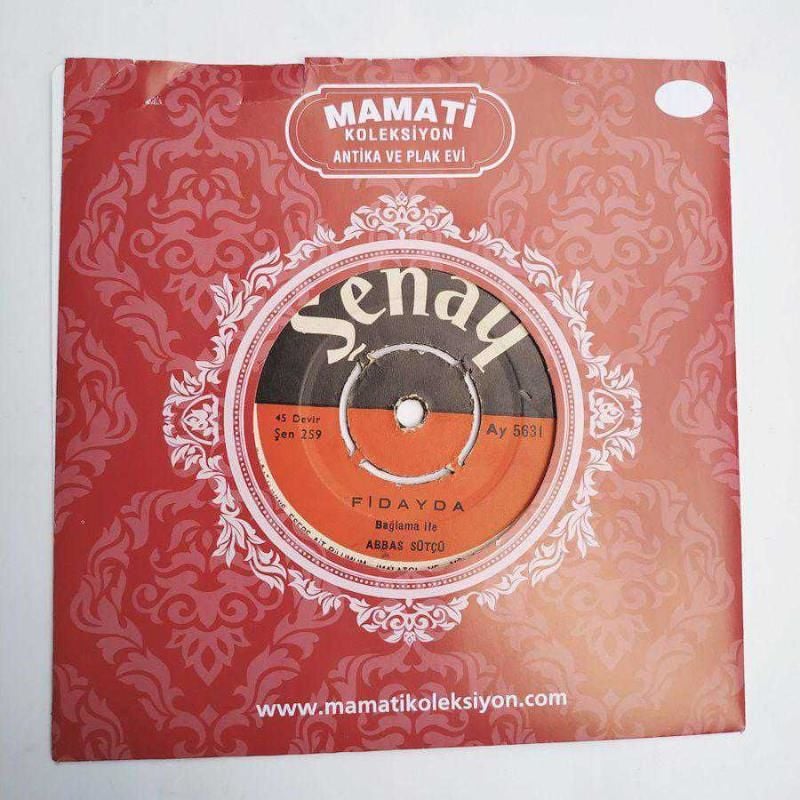 MAMATİ
KOLEKSİYON
ANTİKA VE PLAK EVİ
Şenay
45 Devir
Şen 259
Ay 5631
FİDAYDA
Bağlama ile
ABBAS SÜTÇÜ
www.mamatikoleksiyon.com